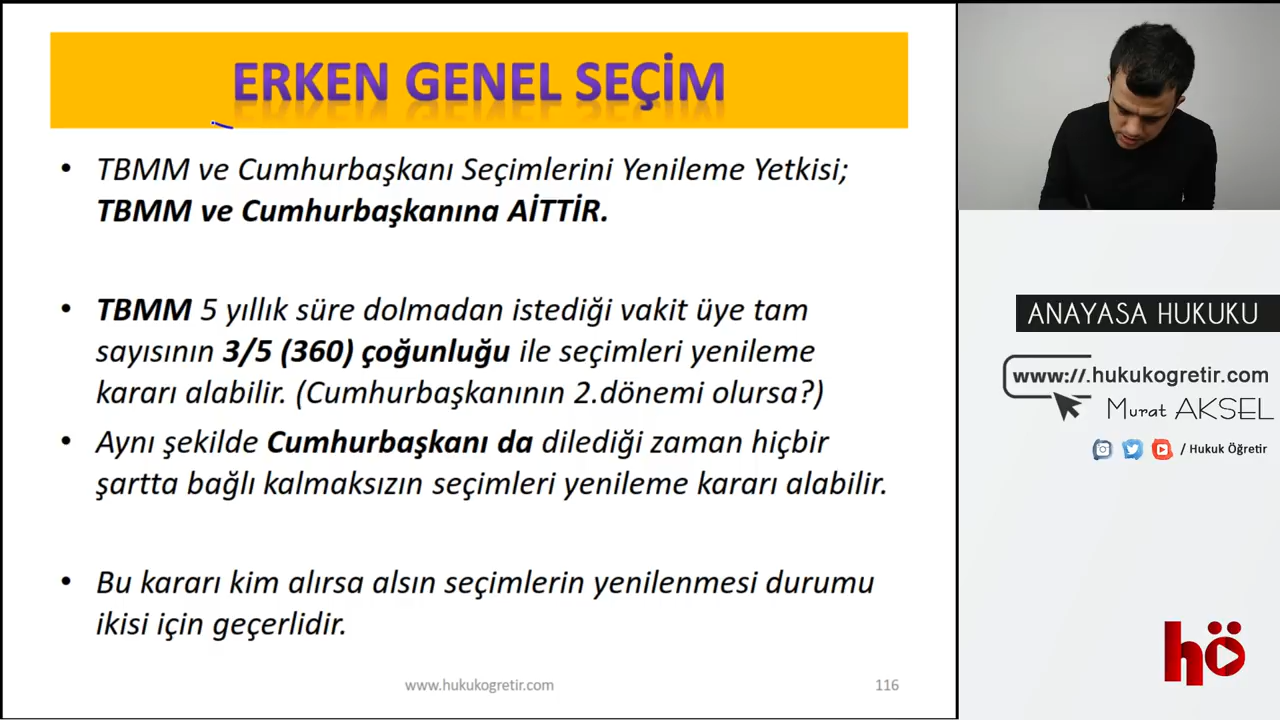 ERKEN GENEL SEÇİM
• TBMM ve Cumhurbaşkanı Seçimlerini Yenileme Yetkisi;
TBMM ve Cumhurbaşkanına AİTTİR.
• TBMM 5 yıllık süre dolmadan istediği vakit üye tam
sayısının 3/5 (360) çoğunluğu ile seçimleri yenileme
kararı alabilir. (Cumhurbaşkanının 2.dönemi olursa?)
• Aynı şekilde Cumhurbaşkanı da dilediği zaman hiçbir
şartta bağlı kalmaksızın seçimleri yenileme kararı alabilir.
• Bu kararı kim alırsa alsın seçimlerin yenilenmesi durumu
ikisi için geçerlidir.
www.hukukogretir.com
116
ANAYASA HUKUKU
www://.hukukogretir.com
Murat AKSEL
/ Hukuk Öğretir
hö